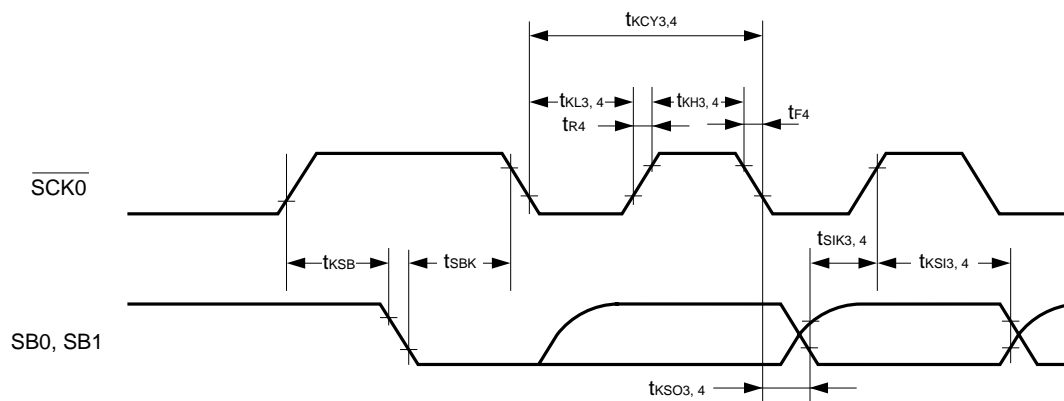 tKCY3,4
tKL3, 4
tKH3, 4
tR4
tF4
SCK0
tSIK3, 4
tKSB
tSBK
tKSI3, 4
SB0, SB1
tKSO3, 4